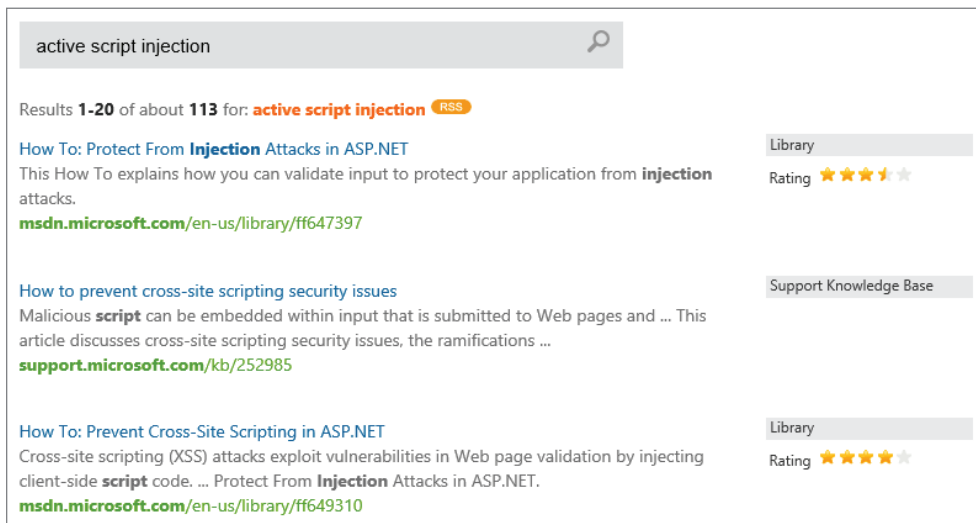 active script injection
Results 1-20 of about 113 for: active script injection RSS
How To: Protect From Injection Attacks in ASP.NET
This How To explains how you can validate input to protect your application from injection
attacks.
msdn.microsoft.com/en-us/library/ff647397
Library
Rating
How to prevent cross-site scripting security issues
Malicious script can be embedded within input that is submitted to Web pages and ... This
article discusses cross-site scripting security issues, the ramifications ...
support.microsoft.com/kb/252985
Support Knowledge Base
How To: Prevent Cross-Site Scripting in ASP.NET
Cross-site scripting (XSS) attacks exploit vulnerabilities in Web page validation by injecting
client-side script code. ... Protect From Injection Attacks in ASP.NET.
msdn.microsoft.com/en-us/library/ff649310
Library
Rating